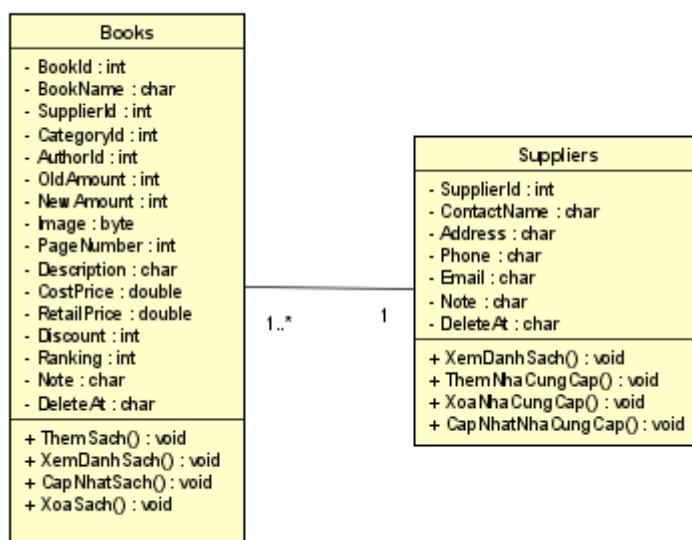 Books
- BookId : int
- BookName : char
- SupplierId : int
- CategoryId : int
- AuthorId : int
- OldAmount : int
- NewAmount : int
- Image : byte
- PageNumber : int
- Description : char
- CostPrice : double
- RetailPrice : double
- Discount : int
- Ranking : int
- Note : char
- DeleteAt : char
+ ThemSach() : void
+ XemDanhSach() : void
+ CapNhatSach() : void
+ XoaSach() : void
1..*
1
Suppliers
- SupplierId : int
- ContactName : char
- Address : char
- Phone : char
- Email : char
- Note : char
- DeleteAt : char
+ XemDanhSach() : void
+ ThemNhaCungCap() : void
+ XoaNhaCungCap() : void
+ CapNhatNhaCungCap() : void